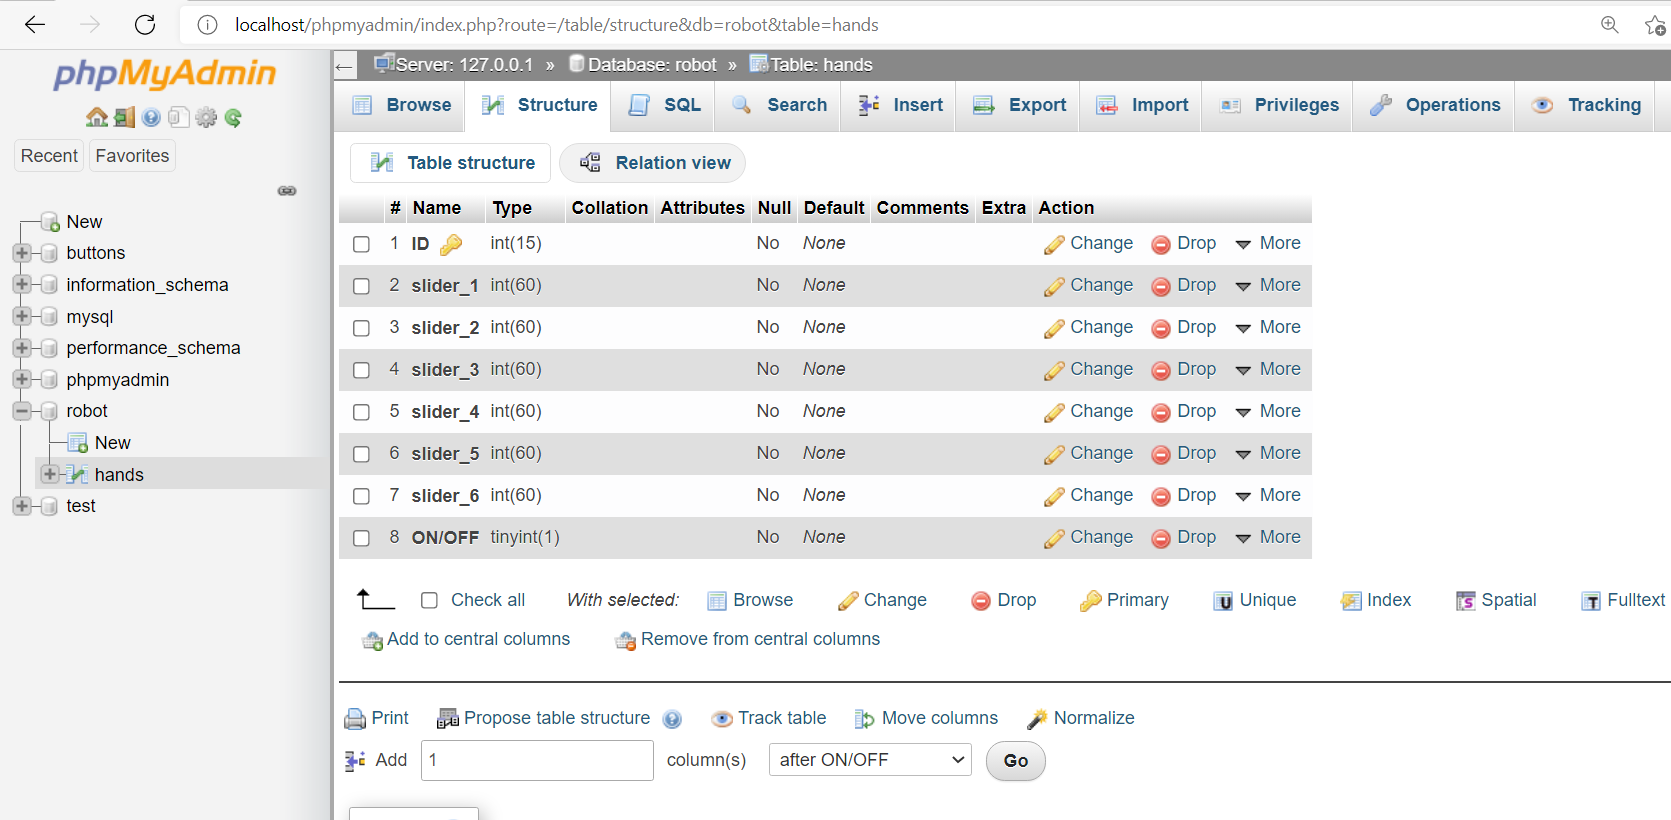 localhost/phpmyadmin/index.php?route=/table/structure&db=robot&table=hands
phpMyAdmin
Recent Favorites
New
buttons
information_schema
mysql
performance_schema
phpmyadmin
robot
New
hands
test
Server: 127.0.0.1 » Database: robot » Table: hands
Browse Structure SQL Search Insert Export Import Privileges Operations Tracking
Table structure Relation view
# Name Type Collation Attributes Null Default Comments Extra Action
1 ID int(15) No None Change Drop More
2 slider_1 int(60) No None Change Drop More
3 slider_2 int(60) No None Change Drop More
4 slider_3 int(60) No None Change Drop More
5 slider_4 int(60) No None Change Drop More
6 slider_5 int(60) No None Change Drop More
7 slider_6 int(60) No None Change Drop More
8 ON/OFF tinyint(1) No None Change Drop More
Check all With selected: Browse Change Drop Primary Unique Index Spatial Fulltext
Add to central columns Remove from central columns
Print Propose table structure Track table Move columns Normalize
Add 1 column(s) after ON/OFF Go